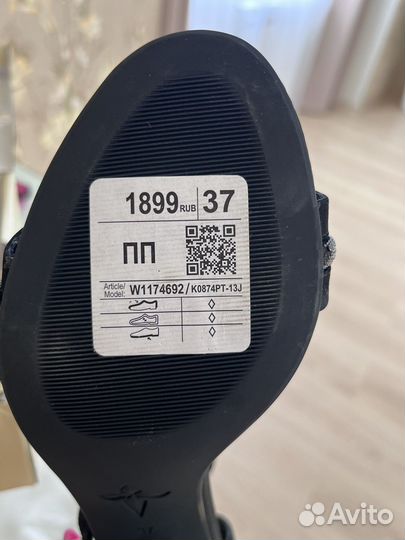 1899 RUB 37
ПП
Article/ Model: W1174692/K0874PT-13J
Avito